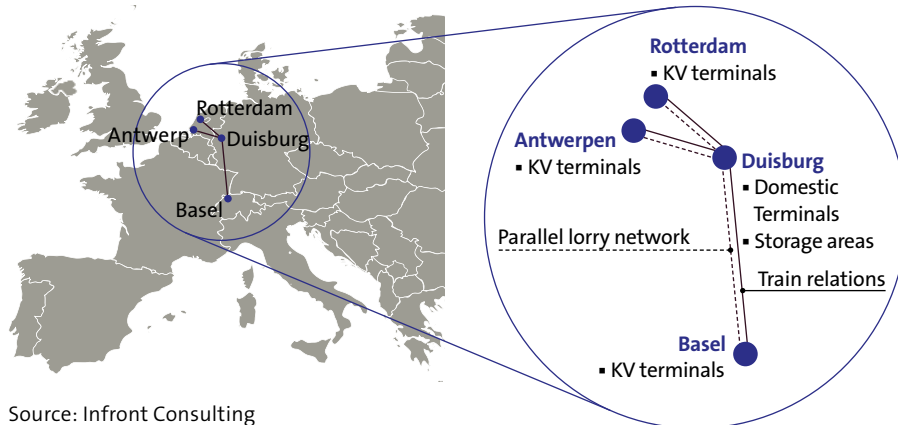 Rotterdam
Antwerp
Duisburg
Basel
Source: Infront Consulting
Rotterdam
▪ KV terminals
Antwerpen
▪ KV terminals
Duisburg
▪ Domestic
Terminals
▪ Storage areas
Parallel lorry network
Train relations
Basel
▪ KV terminals